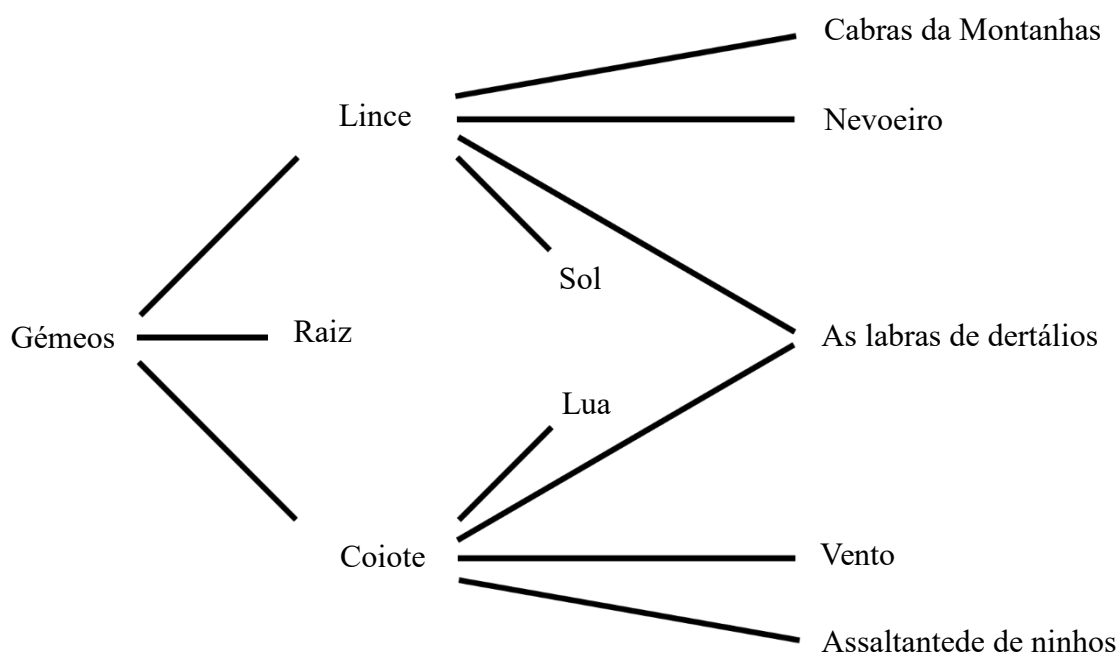 Cabras da Montanhas
Lince
Nevoeiro
Sol
Gémeos
Raiz
As labras de dertálios
Lua
Coiote
Vento
Assaltantede de ninhos